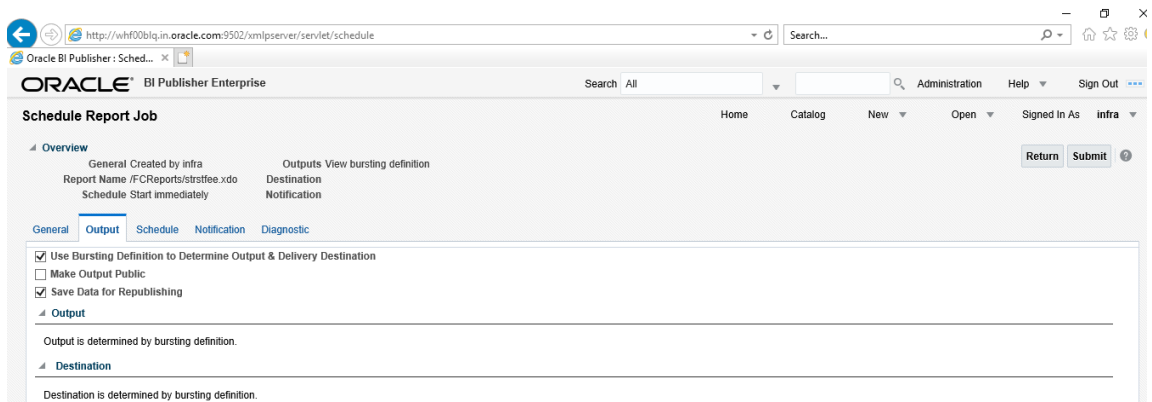 http://whf00blq.in.oracle.com:9502/xmlpserver/servlet/schedule
Search...
Oracle BI Publisher : Sched...
ORACLE BI Publisher Enterprise
Search All
Administration Help Sign Out
Schedule Report Job
Home Catalog New Open Signed In As infra
Overview
General Created by infra Outputs View bursting definition
Return Submit
Report Name /FCReports/strstfee.xdo Destination
Schedule Start immediately Notification
General Output Schedule Notification Diagnostic
Use Bursting Definition to Determine Output & Delivery Destination
Make Output Public
Save Data for Republishing
Output
Output is determined by bursting definition.
Destination
Destination is determined by bursting definition.